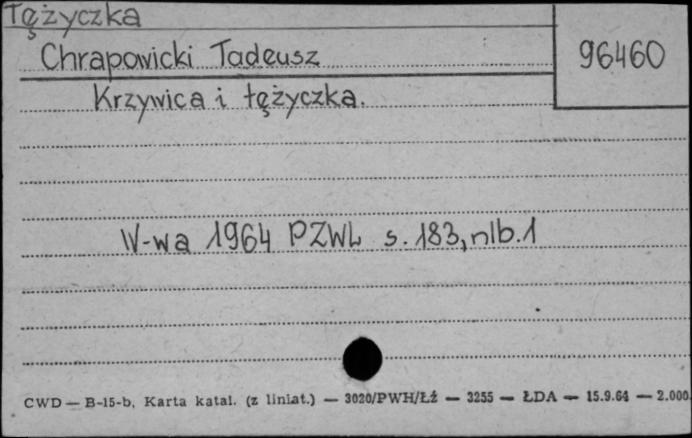 Tężyczka
Chrapowicki Tadeusz
96460
Krzywica i tężyczka.
W-wa 1964 PZWL s. 183, nlb. 1
CWD — B-15-b, Karta katal. (z liniat.) — 3020/PWH/Łź — 3255 — ŁDA — 15.9.64 — 2.000